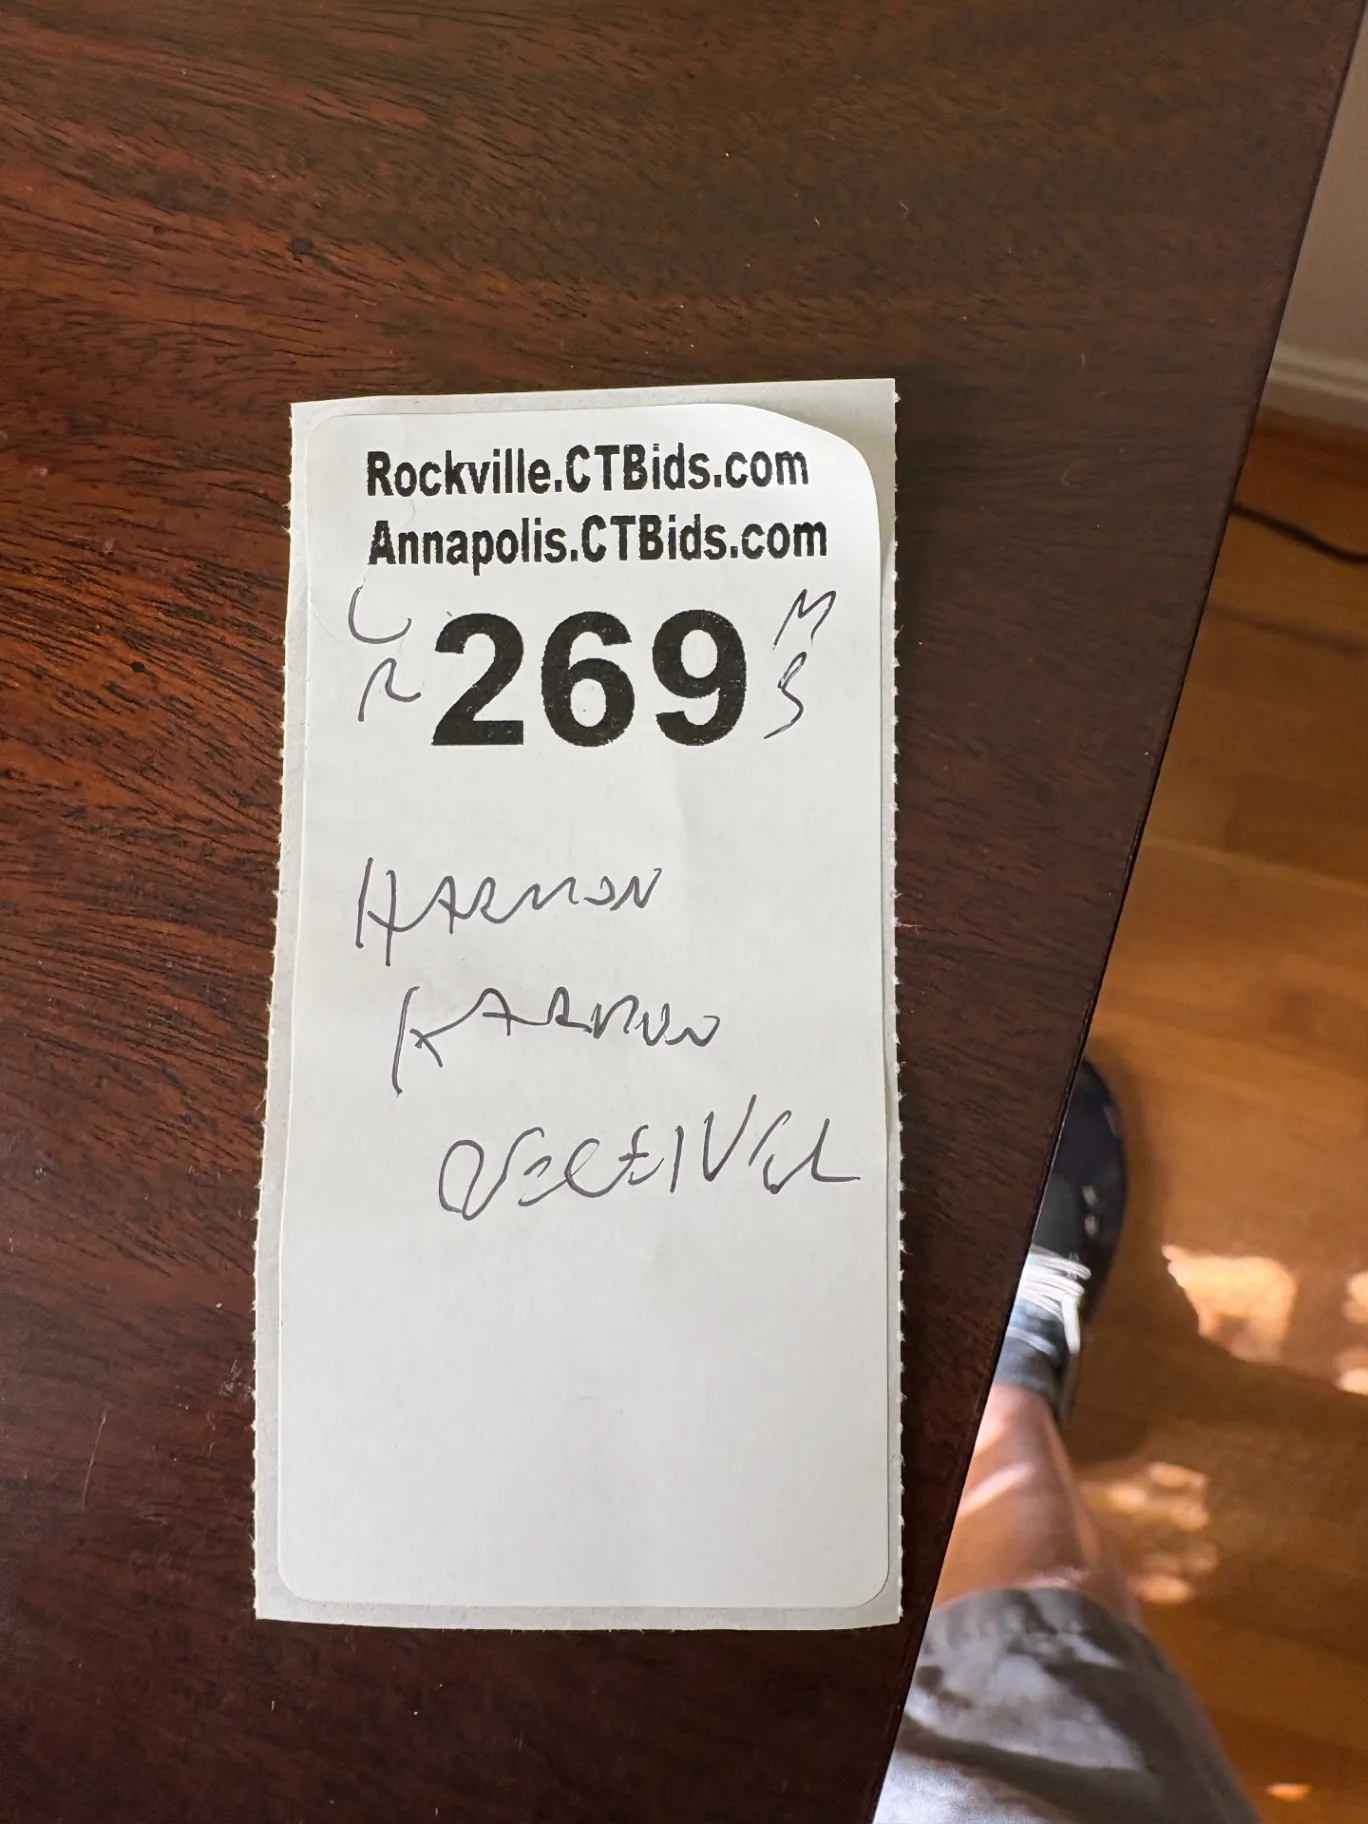 Rockville.CTBids.com
Annapolis.CTBids.com
L 269 M
R S
HARMON
KARDON
RECEIVER